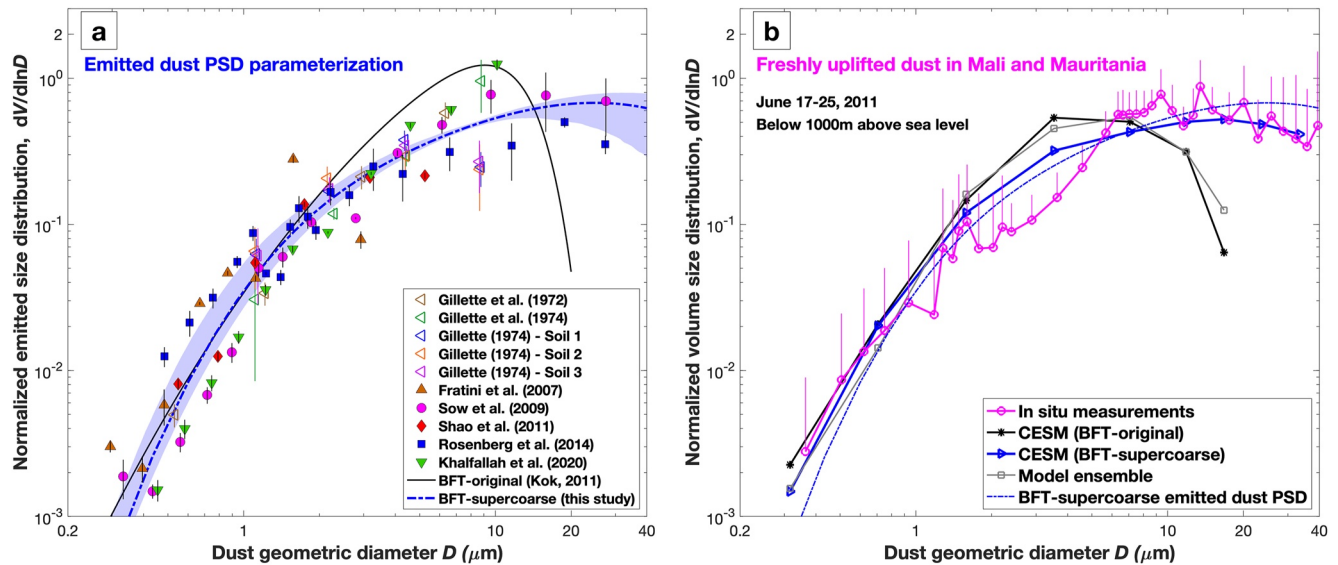 a
Emitted dust PSD parameterization
Normalized emitted size distribution, dV/dlnD
10⁰
10⁻¹
10⁻²
10⁻³
0.2
1
10
20
40
Dust geometric diameter D (μm)
Gillette et al. (1972)
Gillette et al. (1974)
Gillette (1974) - Soil 1
Gillette (1974) - Soil 2
Gillette (1974) - Soil 3
Fratini et al. (2007)
Sow et al. (2009)
Shao et al. (2011)
Rosenberg et al. (2014)
Khalfallah et al. (2020)
BFT-original (Kok, 2011)
BFT-supercoarse (this study)
b
Freshly uplifted dust in Mali and Mauritania
June 17-25, 2011
Below 1000m above sea level
Normalized volume size distribution, dV/dlnD
10⁰
10⁻¹
10⁻²
10⁻³
0.2
1
10
20
40
Dust geometric diameter D (μm)
In situ measurements
CESM (BFT-original)
CESM (BFT-supercoarse)
Model ensemble
BFT-supercoarse emitted dust PSD